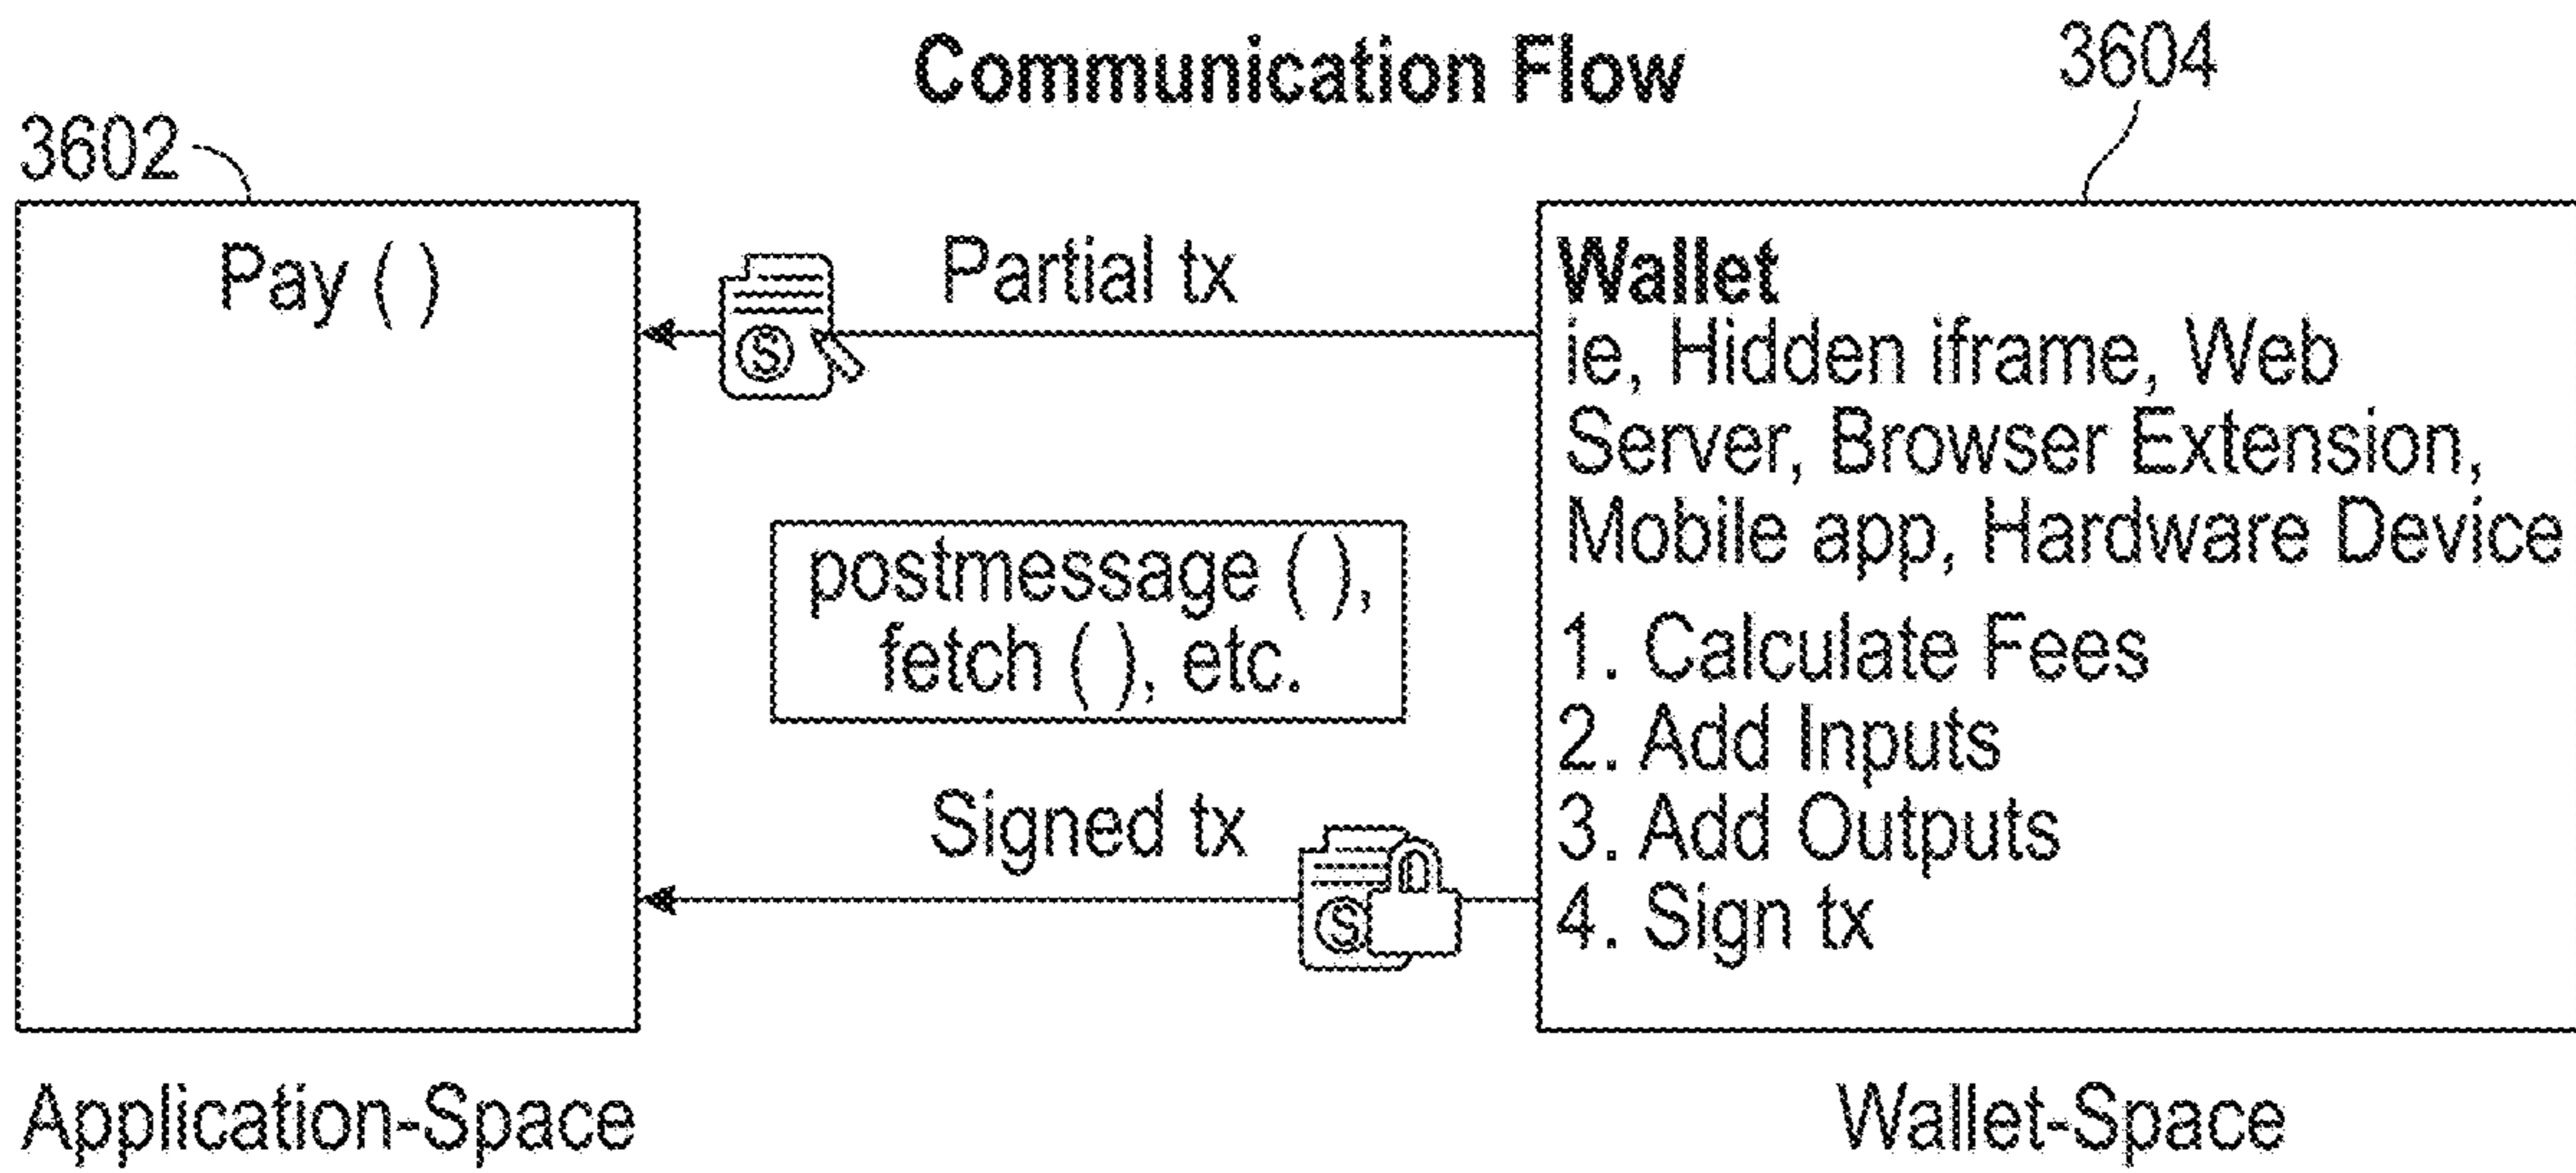 Communication Flow
3604
3602
Pay ( )
Partial tx
S
postmessage ( ),
fetch ( ), etc.
Signed tx
S
Wallet
ie, Hidden iframe, Web
Server, Browser Extension,
Mobile app, Hardware Device
1. Calculate Fees
2. Add Inputs
3. Add Outputs
4. Sign tx
Application-Space
Wallet-Space